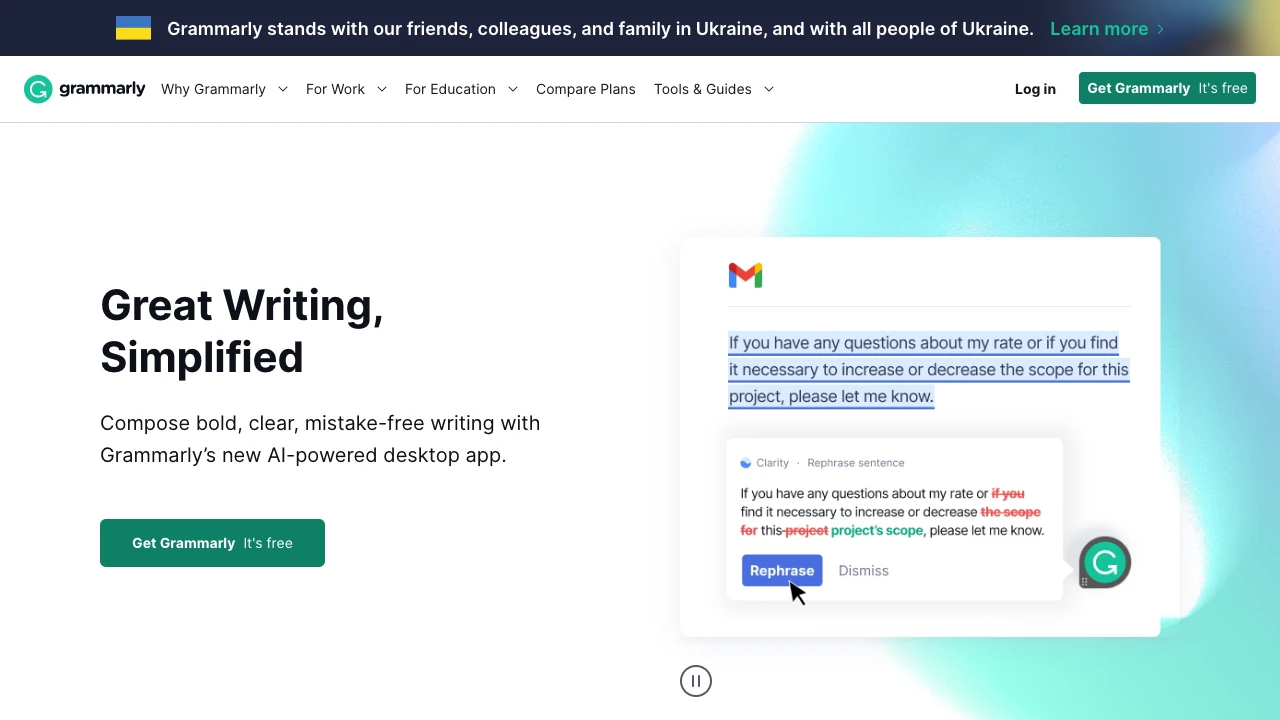 Grammarly stands with our friends, colleagues, and family in Ukraine, and with all people of Ukraine. Learn more
grammarly Why Grammarly For Work For Education Compare Plans Tools & Guides Log in Get Grammarly It's free
Great Writing,
Simplified
Compose bold, clear, mistake-free writing with
Grammarly’s new AI-powered desktop app.
Get Grammarly It's free
If you have any questions about my rate or if you find
it necessary to increase or decrease the scope for this
project, please let me know.
Clarity · Rephrase sentence
If you have any questions about my rate or if you
find it necessary to increase or decrease the scope
for this project project's scope, please let me know.
Rephrase Dismiss